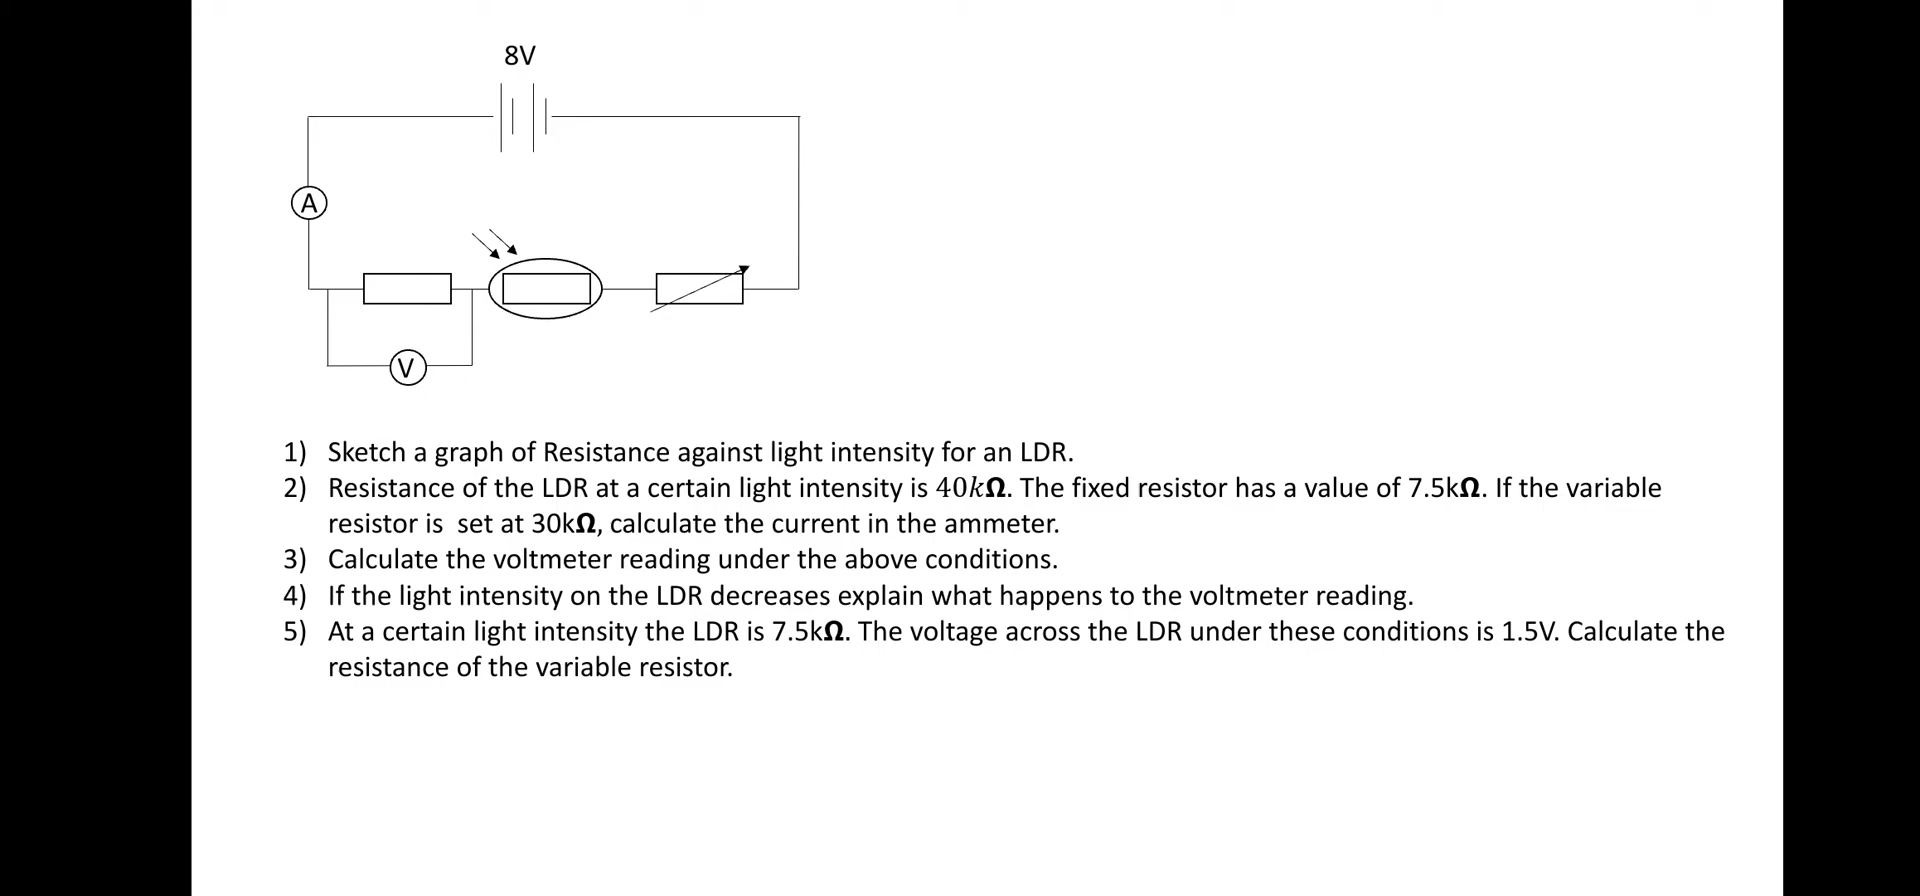 8V
A
V
1) Sketch a graph of Resistance against light intensity for an LDR.
2) Resistance of the LDR at a certain light intensity is 40kΩ. The fixed resistor has a value of 7.5kΩ. If the variable
resistor is set at 30kΩ, calculate the current in the ammeter.
3) Calculate the voltmeter reading under the above conditions.
4) If the light intensity on the LDR decreases explain what happens to the voltmeter reading.
5) At a certain light intensity the LDR is 7.5kΩ. The voltage across the LDR under these conditions is 1.5V. Calculate the
resistance of the variable resistor.